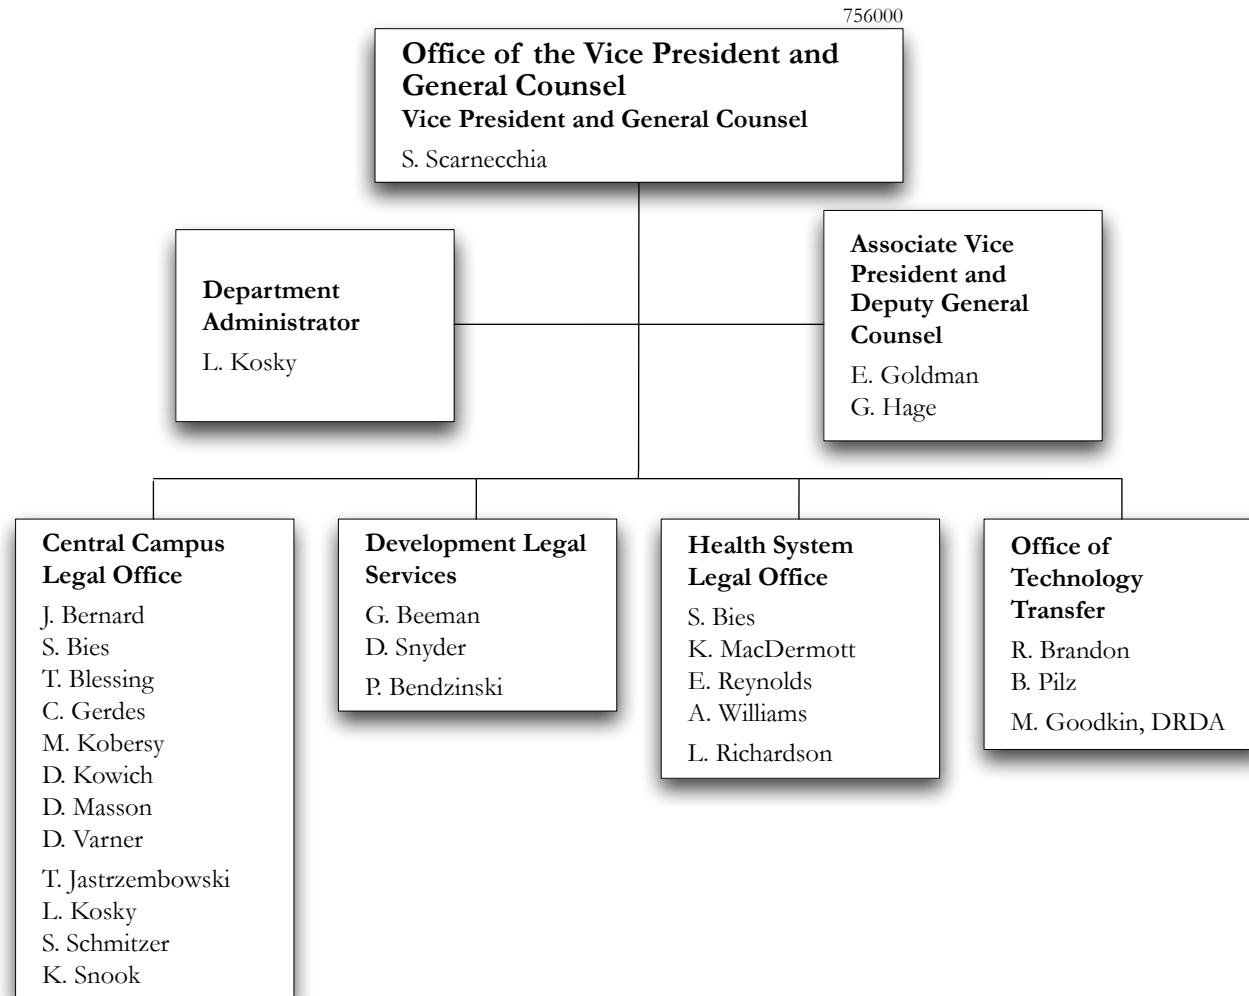 756000
Office of the Vice President and
General Counsel
Vice President and General Counsel
S. Scarnecchia
Department
Administrator
L. Kosky
Associate Vice
President and
Deputy General
Counsel
E. Goldman
G. Hage
Central Campus
Legal Office
J. Bernard
S. Bies
T. Blessing
C. Gerdes
M. Kobersy
D. Kowich
D. Masson
D. Varner
T. Jastrzembowski
L. Kosky
S. Schmitzer
K. Snook
Development Legal
Services
G. Beeman
D. Snyder
P. Bendzinski
Health System
Legal Office
S. Bies
K. MacDermott
E. Reynolds
A. Williams
L. Richardson
Office of
Technology
Transfer
R. Brandon
B. Pilz
M. Goodkin, DRDA